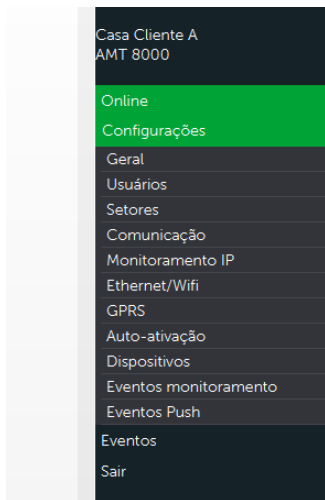 Casa Cliente A
AMT 8000
Online
Configurações
Geral
Usuários
Setores
Comunicação
Monitoramento IP
Ethernet/Wifi
GPRS
Auto-ativação
Dispositivos
Eventos monitoramento
Eventos Push
Eventos
Sair